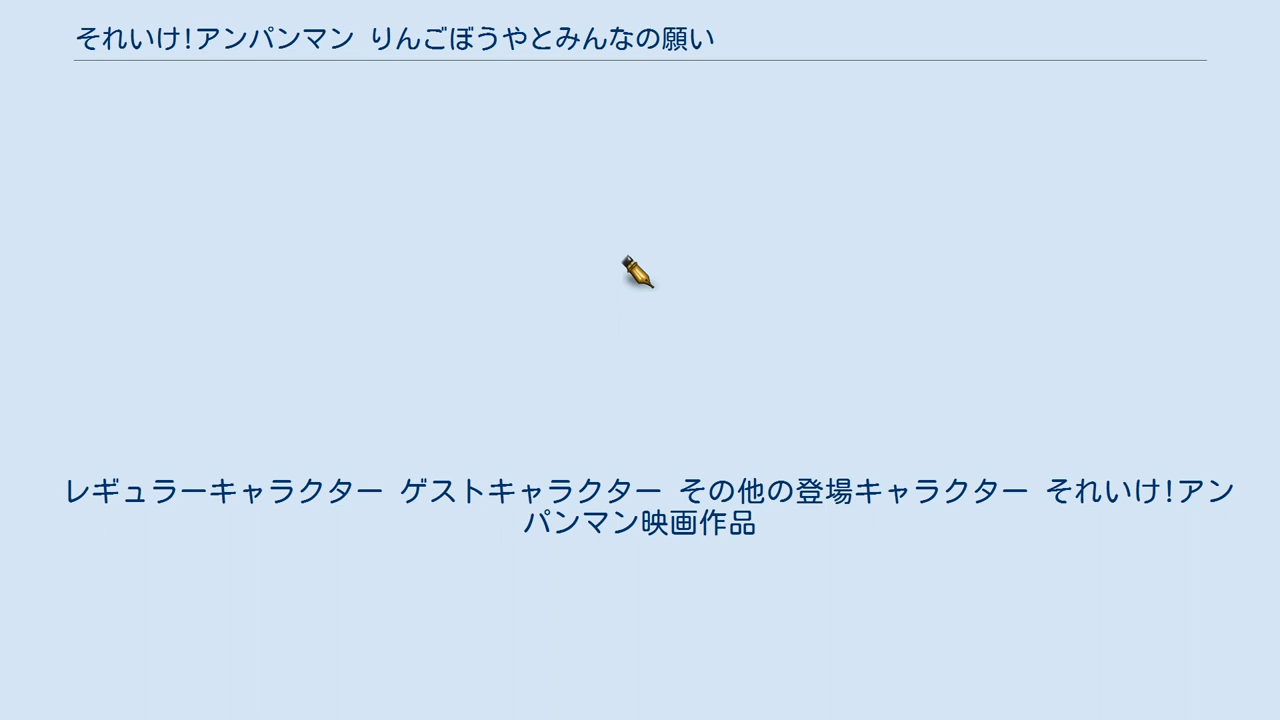 それいけ!アンパンマン りんごぼうやとみんなの願い
レギュラーキャラクター ゲストキャラクター その他の登場キャラクター それいけ!アン
パンマン映画作品